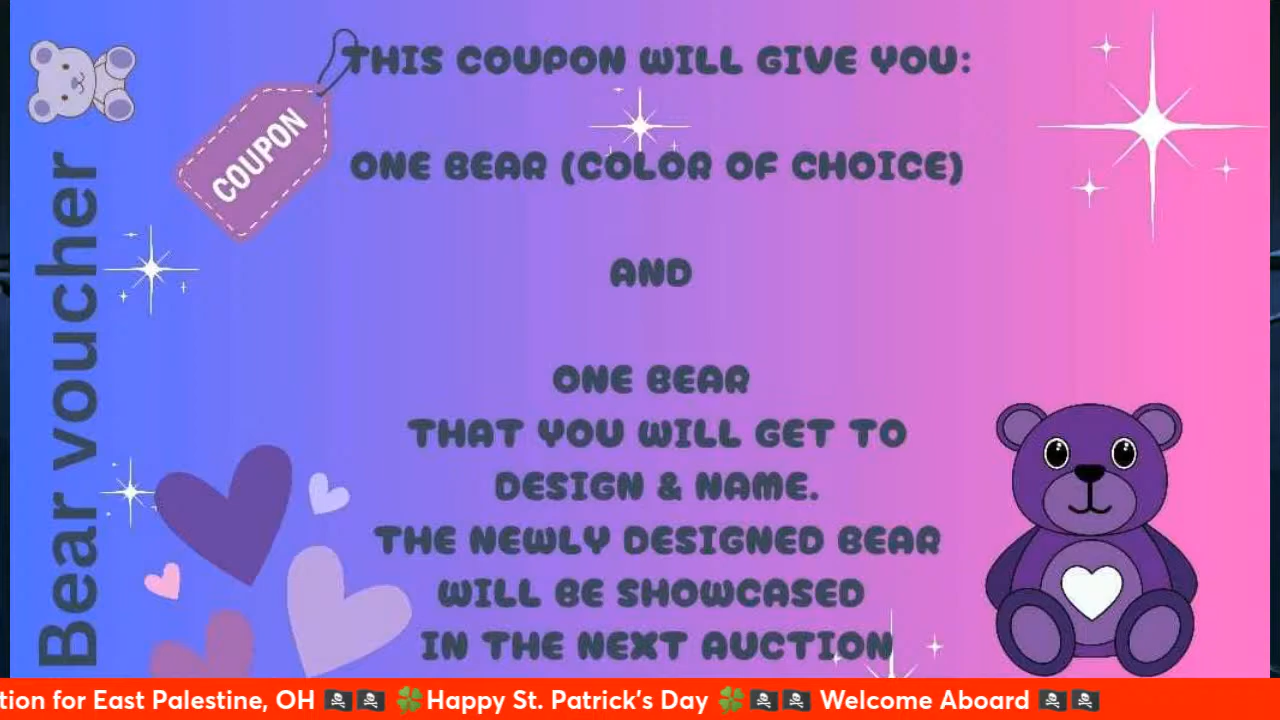 Bear voucher
COUPON
THIS COUPON WILL GIVE YOU:
ONE BEAR (COLOR OF CHOICE)
AND
ONE BEAR
THAT YOU WILL GET TO
DESIGN & NAME.
THE NEWLY DESIGNED BEAR
WILL BE SHOWCASED
IN THE NEXT AUCTION
tion for East Palestine, OH 🏴‍☠️🏴‍☠️ 🍀Happy St. Patrick's Day 🍀🏴‍☠️🏴‍☠️ Welcome Aboard 🏴‍☠️🏴‍☠️